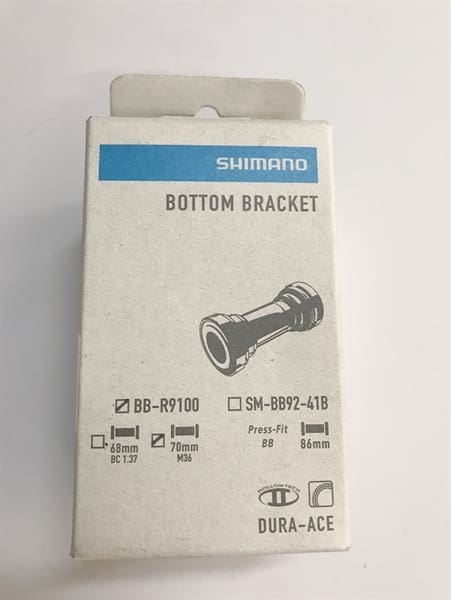 SHIMANO
BOTTOM BRACKET
BB-R9100 SM-BB92-41B
68mm 70mm Press-Fit 86mm
BC 1.37 M36 BB
HOLLOWTECH II
DURA-ACE